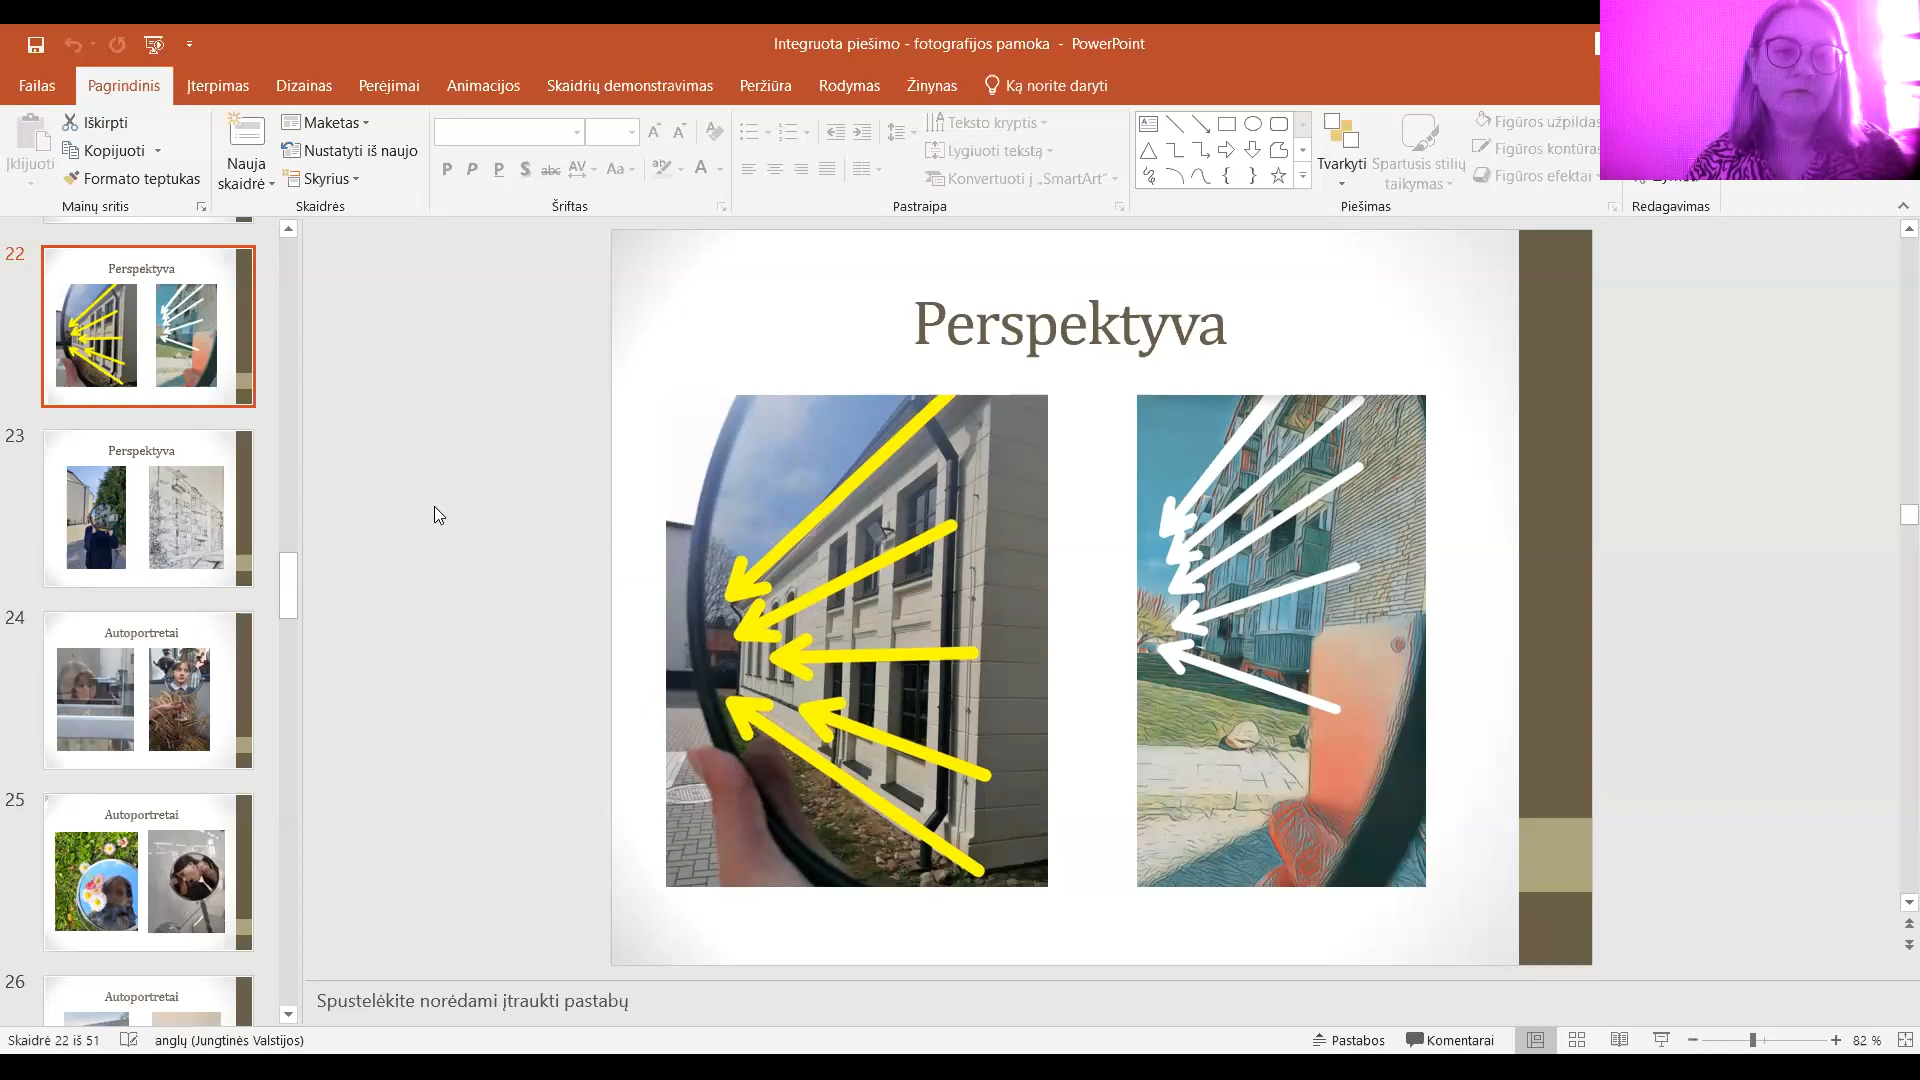 Integruota piešimo - fotografijos pamoka - PowerPoint
Failas Pagrindinis Įterpimas Dizainas Perėjimai Animacijos Skaidrių demonstravimas Peržiūra Rodymas Žinynas Ką norite daryti
Įklijuoti
Iškirpti
Kopijuoti
Formato teptukas
Mainų sritis
Nauja skaidrė
Maketas
Nustatyti iš naujo
Skyrius
Skaidrės
P P P S abc AV Aa A
Šriftas
Teksto kryptis
Lygiuoti tekstą
Konvertuoti į „SmartArt“
Pastraipa
Tvarkyti
Spartusis stilių taikymas
Figūros užpildas
Figūros kontūras
Figūros efektai
Piešimas
Redagavimas
22
Perspektyva
23
Perspektyva
24
Autoportretai
25
Autoportretai
26
Autoportretai
Perspektyva
Spustelėkite norėdami įtraukti pastabų
Skaidrė 22 iš 51 anglų (Jungtinės Valstijos) Pastabos Komentarai 82 %